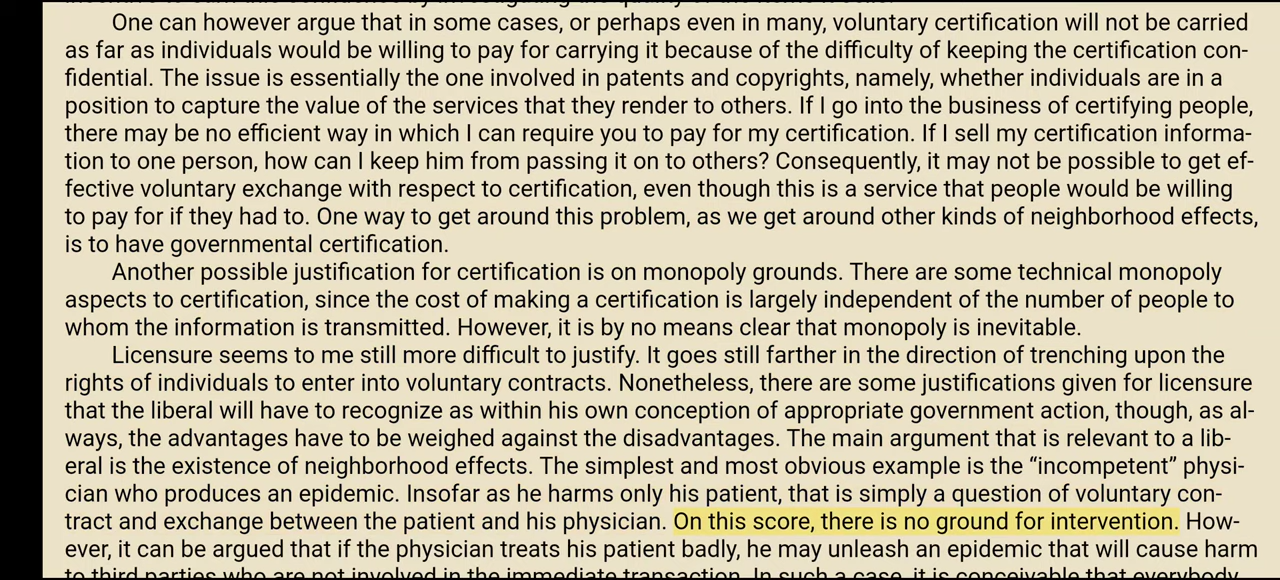 One can however argue that in some cases, or perhaps even in many, voluntary certification will not be carried
as far as individuals would be willing to pay for carrying it because of the difficulty of keeping the certification con-
fidential. The issue is essentially the one involved in patents and copyrights, namely, whether individuals are in a
position to capture the value of the services that they render to others. If I go into the business of certifying people,
there may be no efficient way in which I can require you to pay for my certification. If I sell my certification informa-
tion to one person, how can I keep him from passing it on to others? Consequently, it may not be possible to get ef-
fective voluntary exchange with respect to certification, even though this is a service that people would be willing
to pay for if they had to. One way to get around this problem, as we get around other kinds of neighborhood effects,
is to have governmental certification.
Another possible justification for certification is on monopoly grounds. There are some technical monopoly
aspects to certification, since the cost of making a certification is largely independent of the number of people to
whom the information is transmitted. However, it is by no means clear that monopoly is inevitable.
Licensure seems to me still more difficult to justify. It goes still farther in the direction of trenching upon the
rights of individuals to enter into voluntary contracts. Nonetheless, there are some justifications given for licensure
that the liberal will have to recognize as within his own conception of appropriate government action, though, as al-
ways, the advantages have to be weighed against the disadvantages. The main argument that is relevant to a lib-
eral is the existence of neighborhood effects. The simplest and most obvious example is the “incompetent” physi-
cian who produces an epidemic. Insofar as he harms only his patient, that is simply a question of voluntary con-
tract and exchange between the patient and his physician. On this score, there is no ground for intervention. How-
ever, it can be argued that if the physician treats his patient badly, he may unleash an epidemic that will cause harm
to third parties who are not involved in the immediate transaction. In such a case, it is conceivable that everybody